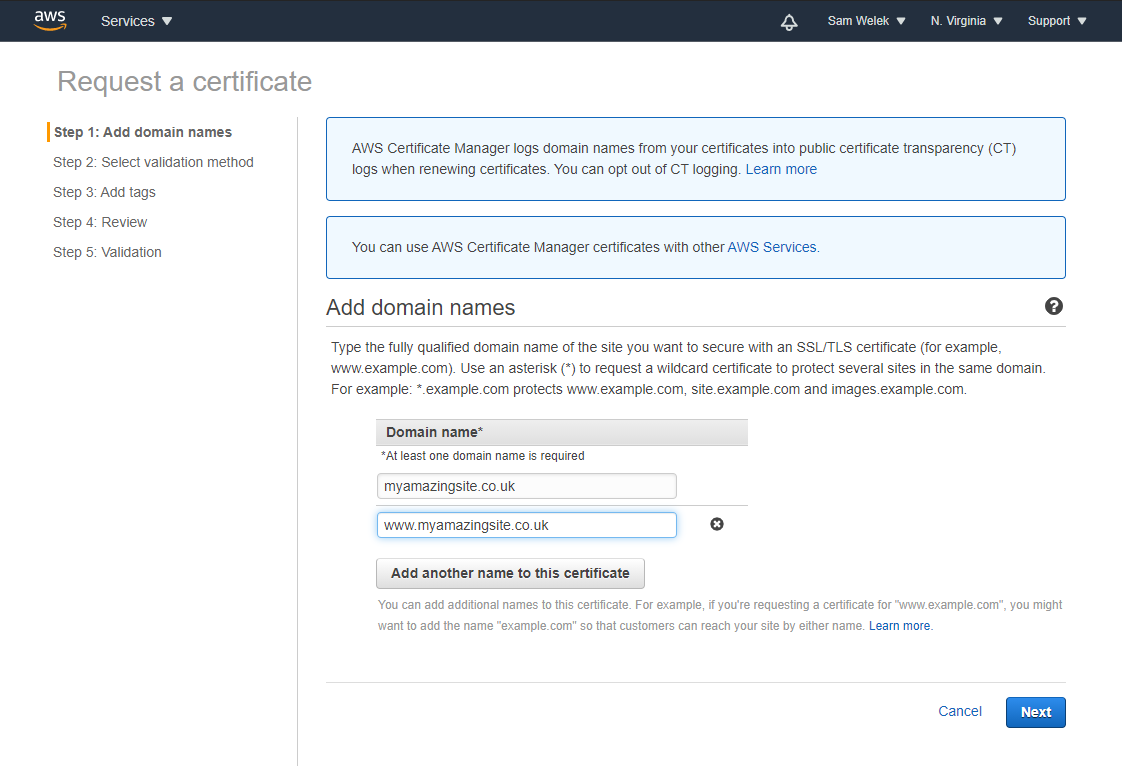 aws Services Sam Welek N. Virginia Support
Request a certificate
Step 1: Add domain names
Step 2: Select validation method
Step 3: Add tags
Step 4: Review
Step 5: Validation
AWS Certificate Manager logs domain names from your certificates into public certificate transparency (CT)
logs when renewing certificates. You can opt out of CT logging. Learn more
You can use AWS Certificate Manager certificates with other AWS Services.
Add domain names ?
Type the fully qualified domain name of the site you want to secure with an SSL/TLS certificate (for example,
www.example.com). Use an asterisk (*) to request a wildcard certificate to protect several sites in the same domain.
For example: *.example.com protects www.example.com, site.example.com and images.example.com.
Domain name*
*At least one domain name is required
myamazingsite.co.uk
www.myamazingsite.co.uk
Add another name to this certificate
You can add additional names to this certificate. For example, if you're requesting a certificate for "www.example.com", you might
want to add the name "example.com" so that customers can reach your site by either name. Learn more.
Cancel Next